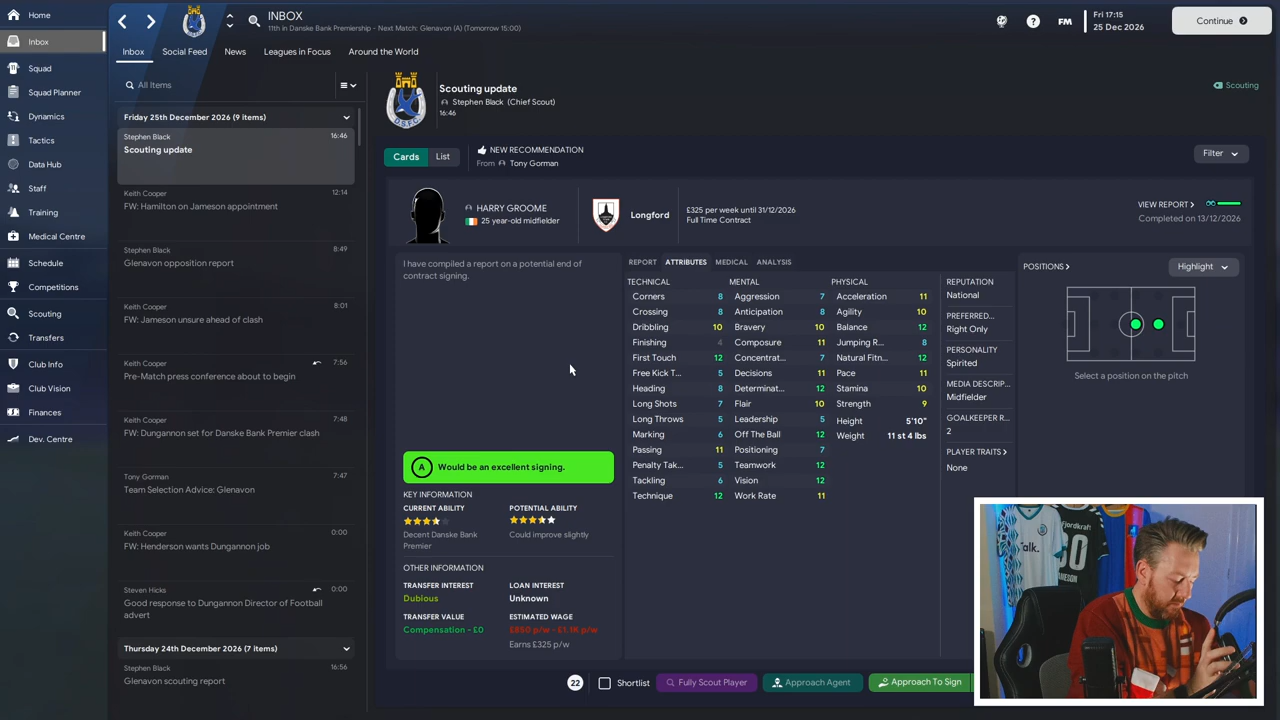 Home
Inbox
Squad
Squad Planner
Dynamics
Tactics
Data Hub
Staff
Training
Medical Centre
Schedule
Competitions
Scouting
Transfers
Club Info
Club Vision
Finances
Dev. Centre
INBOX
11th in Danske Bank Premiership - Next Match: Glenavon (A) (Tomorrow 15:00)
FM
Fri 17:15
25 Dec 2026
Continue
Inbox
Social Feed
News
Leagues in Focus
Around the World
All Items
Friday 25th December 2026 (9 items)
Stephen Black 16:46
Scouting update
Keith Cooper 12:14
FW: Hamilton on Jameson appointment
Stephen Black 8:49
Glenavon opposition report
Keith Cooper 8:01
FW: Jameson unsure ahead of clash
Keith Cooper 7:56
Pre-Match press conference about to begin
Keith Cooper 7:48
FW: Dungannon set for Danske Bank Premier clash
Tony Gorman 7:47
Team Selection Advice: Glenavon
Keith Cooper 0:00
FW: Henderson wants Dungannon job
Steven Hicks 0:00
Good response to Dungannon Director of Football
advert
Thursday 24th December 2026 (7 items)
Stephen Black 16:56
Glenavon scouting report
D.S.F.C
Scouting update
Stephen Black (Chief Scout)
16:46
Scouting
Cards
List
NEW RECOMMENDATION
From Tony Gorman
Filter
HARRY GROOME
25 year-old midfielder
Longford
£325 per week until 31/12/2026
Full Time Contract
VIEW REPORT
Completed on 13/12/2026
I have compiled a report on a potential end of
contract signing.
A Would be an excellent signing.
KEY INFORMATION
CURRENT ABILITY POTENTIAL ABILITY
Decent Danske Bank
Premier
Could improve slightly
OTHER INFORMATION
TRANSFER INTEREST LOAN INTEREST
Dubious Unknown
TRANSFER VALUE ESTIMATED WAGE
Compensation - £0 £850 p/w - £1.1K p/w
Earns £325 p/w
REPORT ATTRIBUTES MEDICAL ANALYSIS
TECHNICAL MENTAL PHYSICAL
Corners 8 Aggression 7 Acceleration 11
Crossing 8 Anticipation 8 Agility 10
Dribbling 10 Bravery 10 Balance 12
Finishing 4 Composure 11 Jumping R... 8
First Touch 12 Concentrat... 7 Natural Fitn... 12
Free Kick T... 5 Decisions 11 Pace 11
Heading 8 Determinat... 12 Stamina 10
Long Shots 7 Flair 10 Strength 9
Long Throws 5 Leadership 5 Height 5'10"
Marking 6 Off The Ball 12 Weight 11 st 4 lbs
Passing 11 Positioning 7
Penalty Tak... 5 Teamwork 12
Tackling 6 Vision 12
Technique 12 Work Rate 11
REPUTATION
National
PREFERRED...
Right Only
PERSONALITY
Spirited
MEDIA DESCRIP...
Midfielder
GOALKEEPER R...
2
PLAYER TRAITS
None
POSITIONS
Highlight
Select a position on the pitch
22
Shortlist
Fully Scout Player
Approach Agent
Approach To Sign
Talk.
Fjordkraft
30